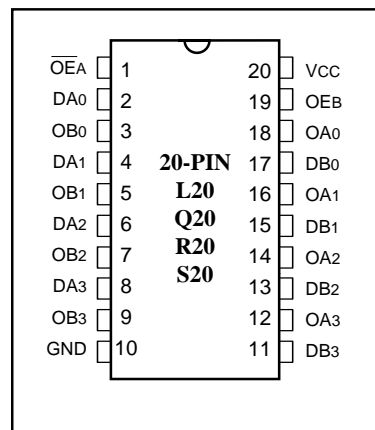 O̅E̅A 1 20 VCC
DA0 2 19 OEB
OB0 3 18 OA0
DA1 4 20-PIN 17 DB0
OB1 5 L20 16 OA1
DA2 6 Q20 15 DB1
OB2 7 R20 14 OA2
DA3 8 S20 13 DB2
OB3 9 12 OA3
GND 10 11 DB3